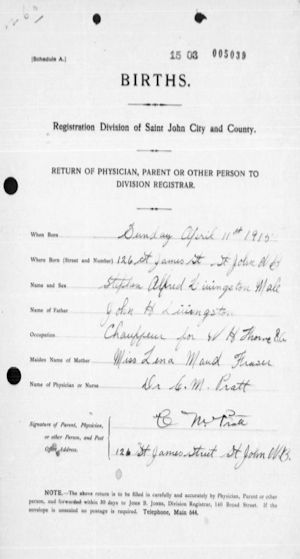 15 03 005039
[Schedule A.]
BIRTHS.
Registration Division of Saint John City and County.
RETURN OF PHYSICIAN, PARENT OR OTHER PERSON TO
DIVISION REGISTRAR.
When Born Sunday April 11th 1915
Where Born (Street and Number) 126 St James St St John N B
Name and Sex Stephen Alfred Livingston Male
Name of Father John H Livingston
Occupation Chauffeur for W H Thorne & Co
Maiden Name of Mother Miss Lena Maud Fraser
Name of Physician or Nurse Dr C. M. Pratt
Signature of Parent, Physician, C M Pratt
or other Person, and Post
Office Address. 126 St James Street St John N.B.
NOTE.—The above return is to be filled in carefully and accurately by Physician, Parent or other
person, and forwarded within 30 days to John B. Jones, Division Registrar, 140 Broad Street. If
the envelope is unsealed no postage is required. Telephone, Main 544.